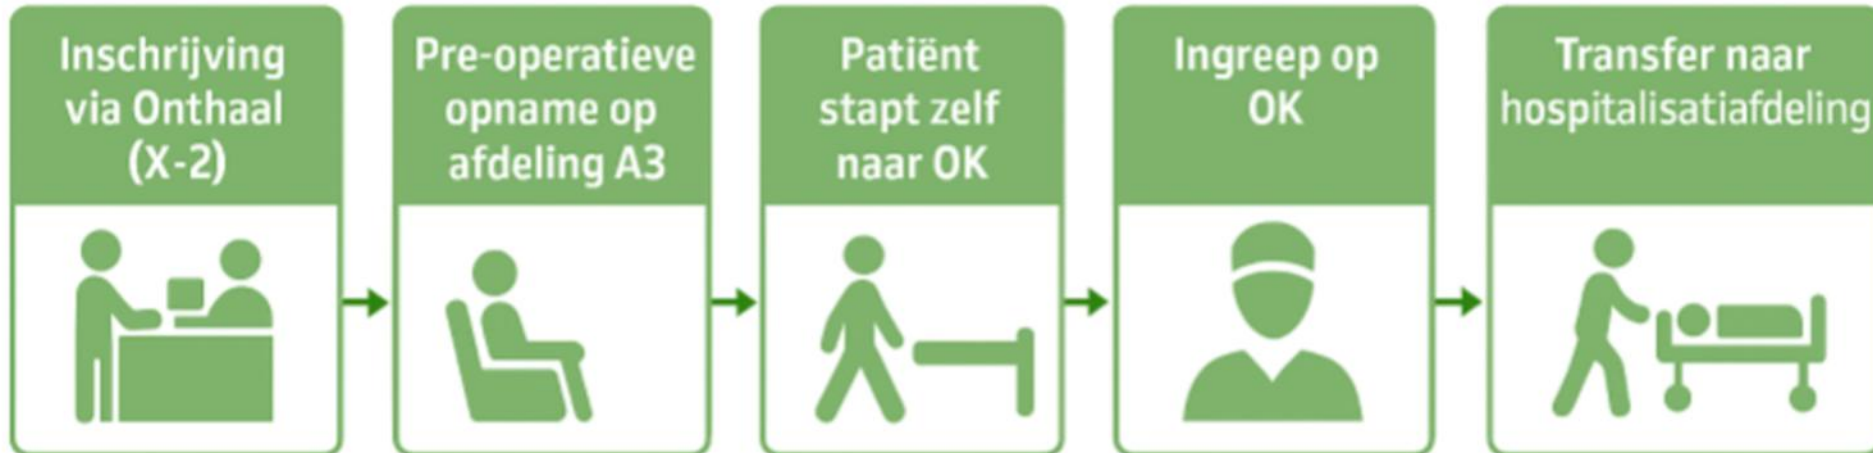 Inschrijving
via Onthaal
(X-2)
Pre-operatieve
opname op
afdeling A3
Patiënt
stapt zelf
naar OK
Ingreep op
OK
Transfer naar
hospitalisatiafdeling